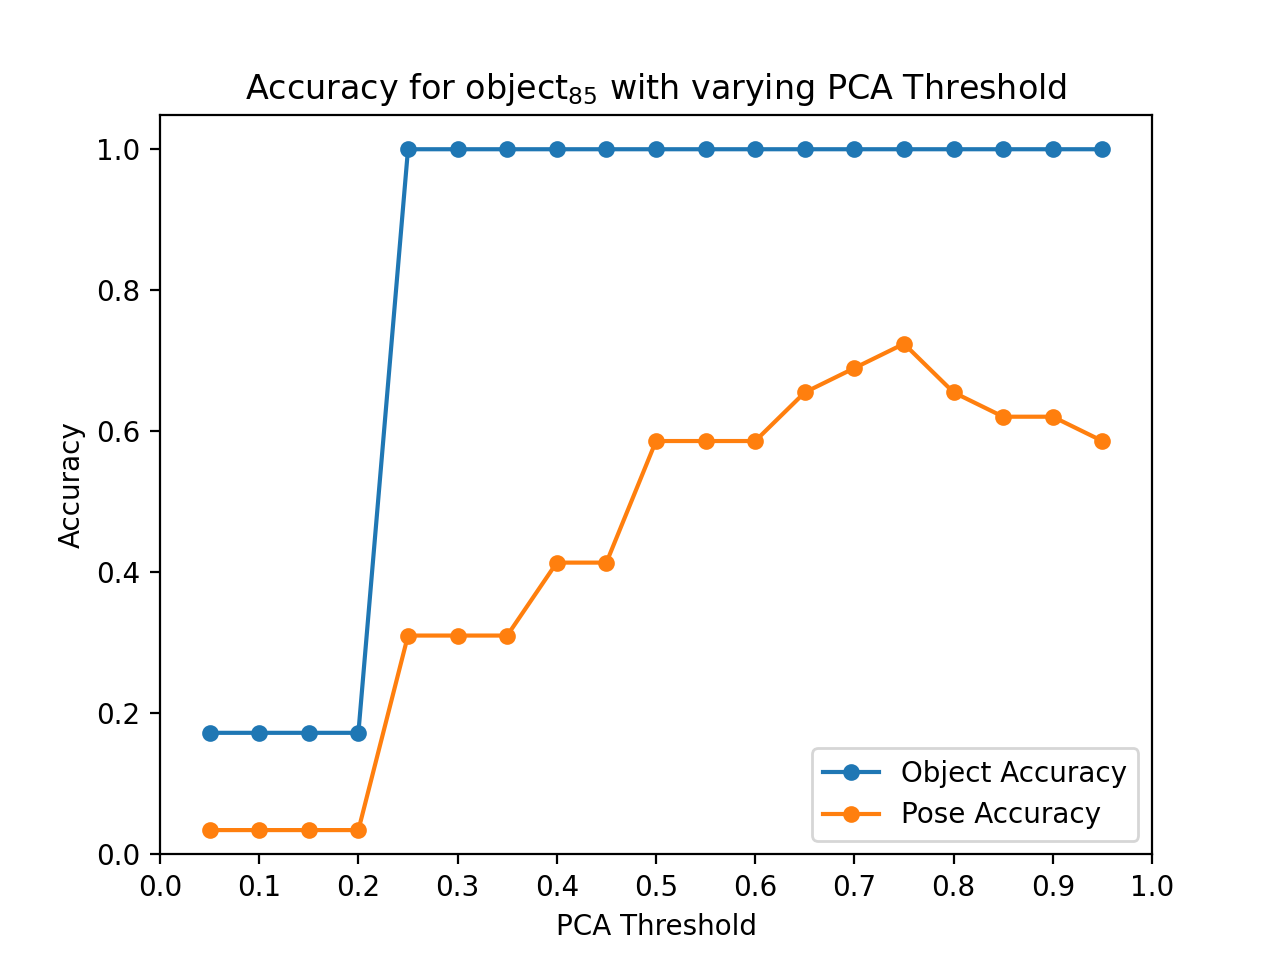 Accuracy for object₈₅ with varying PCA Threshold
1.0
0.8
0.6
0.4
0.2
0.0
Accuracy
Object Accuracy
Pose Accuracy
0.0 0.1 0.2 0.3 0.4 0.5 0.6 0.7 0.8 0.9 1.0
PCA Threshold